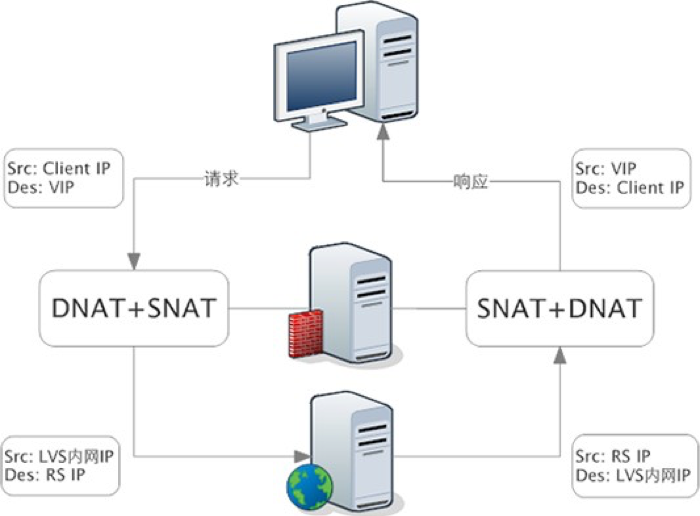 Src: Client IP
Des: VIP
请求
响应
Src: VIP
Des: Client IP
DNAT+SNAT
SNAT+DNAT
Src: LVS内网IP
Des: RS IP
Src: RS IP
Des: LVS内网IP